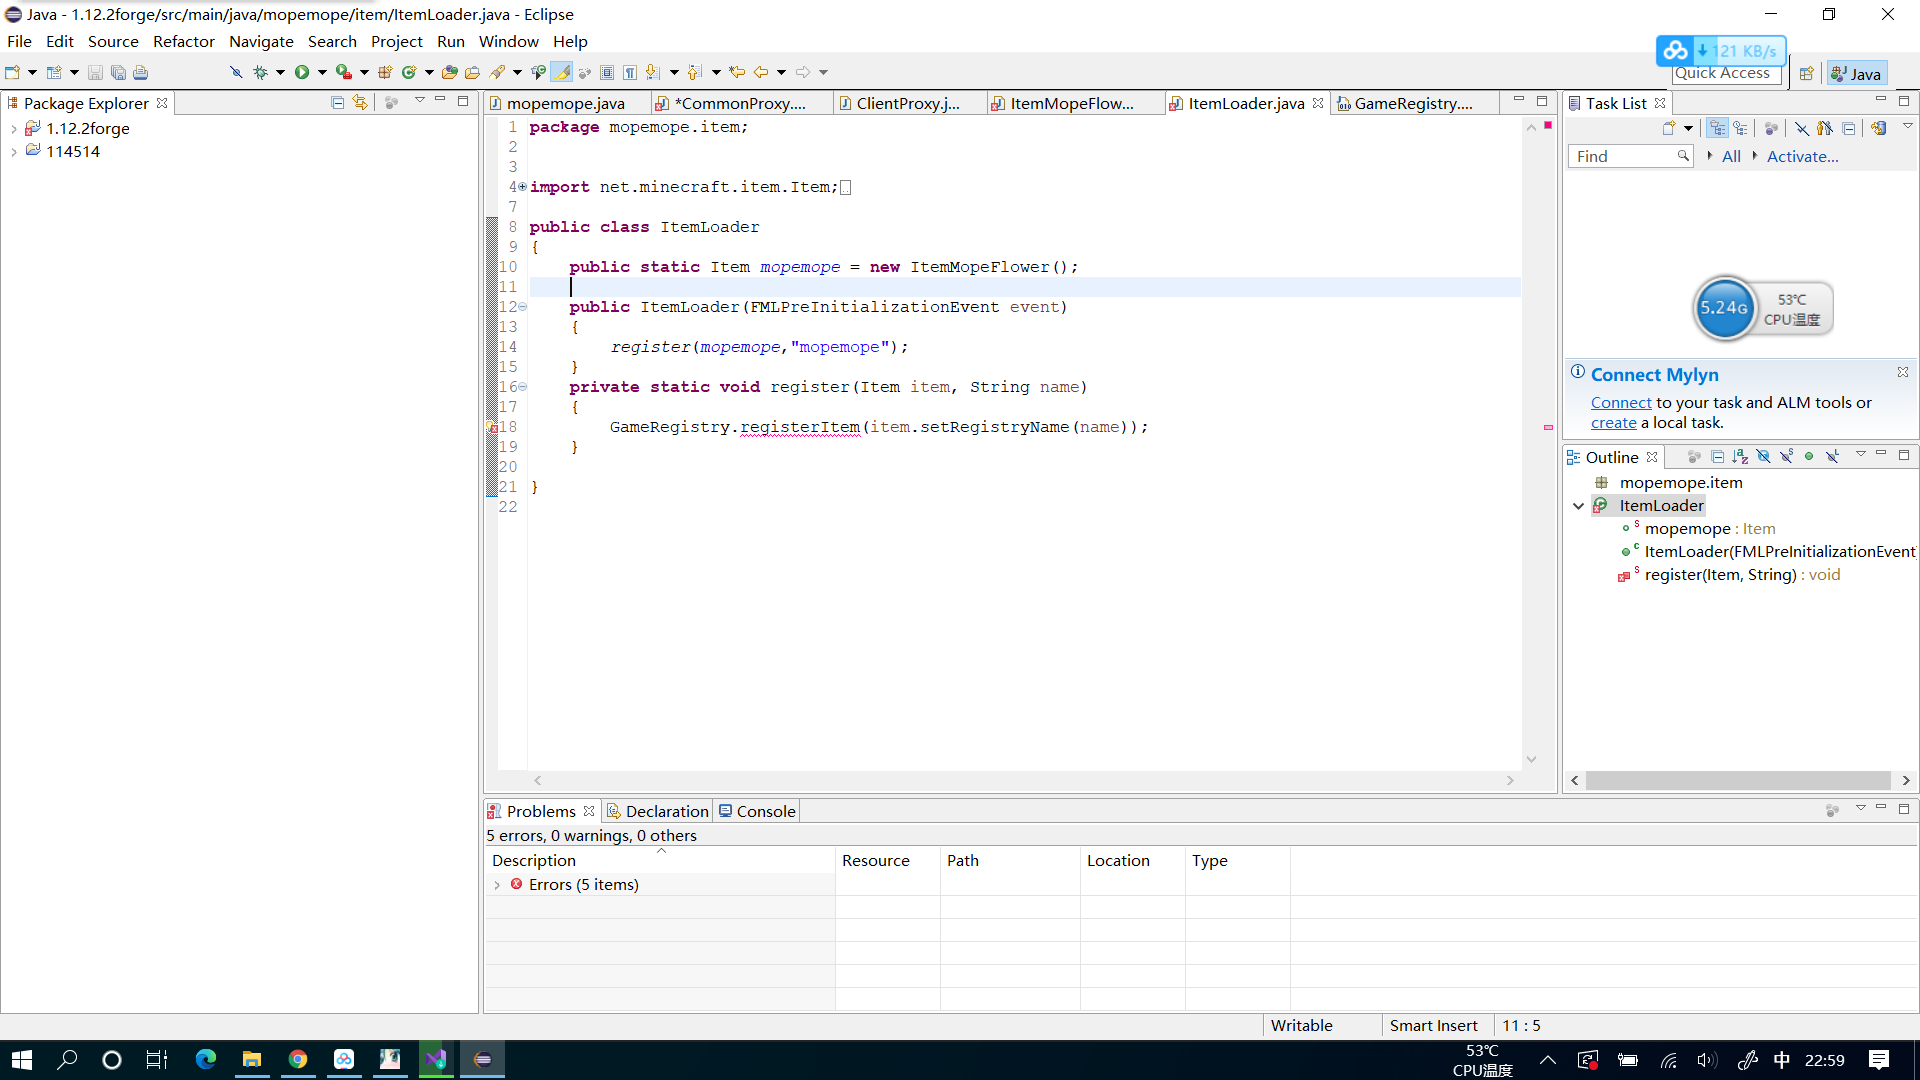 Java - 1.12.2forge/src/main/java/mopemope/item/ItemLoader.java - Eclipse
File Edit Source Refactor Navigate Search Project Run Window Help
121 KB/s
Quick Access
Java
Package Explorer
1.12.2forge
114514
mopemope.java
*CommonProxy....
ClientProxy.j...
ItemMopeFlow...
ItemLoader.java
GameRegistry....
1 package mopemope.item;
2
3
4 import net.minecraft.item.Item;
7
8 public class ItemLoader
9 {
10 public static Item mopemope = new ItemMopeFlower();
11
12 public ItemLoader(FMLPreInitializationEvent event)
13 {
14 register(mopemope,"mopemope");
15 }
16 private static void register(Item item, String name)
17 {
18 GameRegistry.registerItem(item.setRegistryName(name));
19 }
20
21 }
22
Task List
Find
All
Activate...
5.24G
53℃
CPU温度
Connect Mylyn
Connect to your task and ALM tools or
create a local task.
Outline
mopemope.item
ItemLoader
mopemope : Item
ItemLoader(FMLPreInitializationEvent
register(Item, String) : void
Problems
Declaration
Console
5 errors, 0 warnings, 0 others
Description Resource Path Location Type
Errors (5 items)
Writable Smart Insert 11 : 5
53℃
CPU温度
中
22:59